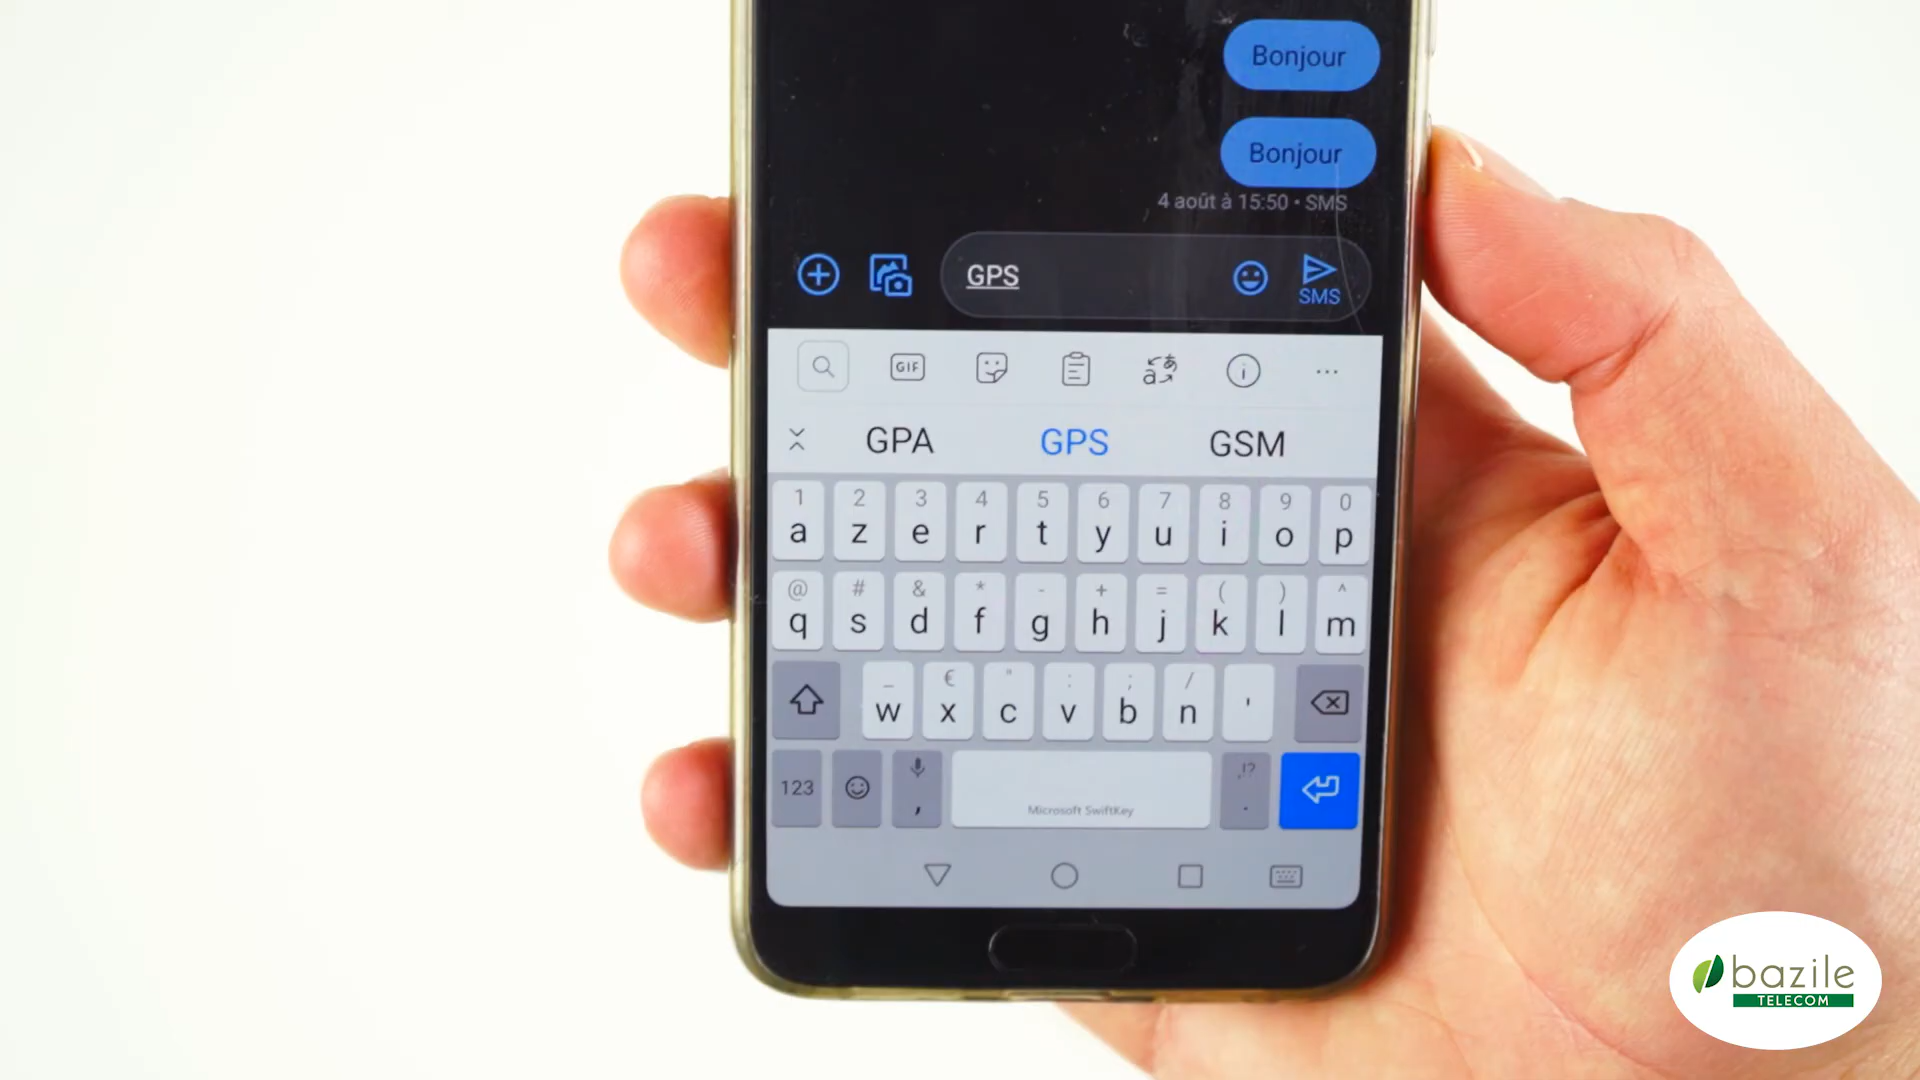 Bonjour
Bonjour
4 août à 15:50 • SMS
GPS
SMS
GIF
GPA GPS GSM
1 2 3 4 5 6 7 8 9 0
a z e r t y u i o p
@ # & * - + = ( ) ^
q s d f g h j k l m
_ € " : ; /
w x c v b n '
123 , Microsoft SwiftKey ,!? .
bazile
TELECOM